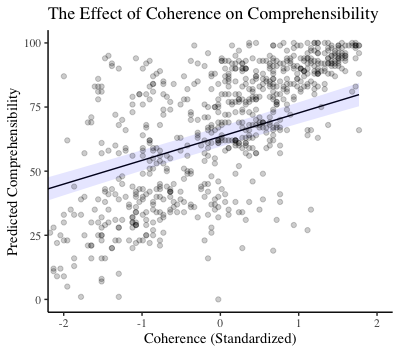 The Effect of Coherence on Comprehensibility
100
75
50
25
0
Predicted Comprehensibility
-2 -1 0 1 2
Coherence (Standardized)